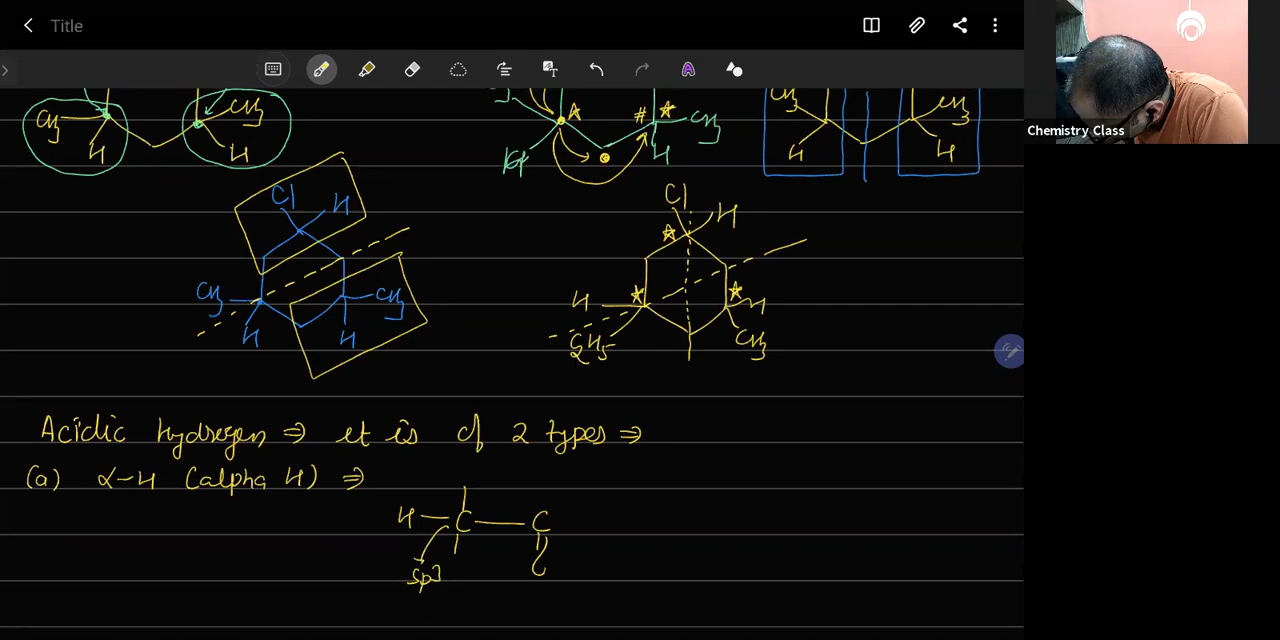 Title
CH3 CH3
H H
A # CH3
H
CH3 CH3
H H
Chemistry Class
Cl H
Cl H
CH3 CH3
H H
H H
C2H5 CH3
Acidic hydrogen ⇒ it is of 2 types ⇒
(a) α-H (alpha H) ⇒
H — C — C
sp3